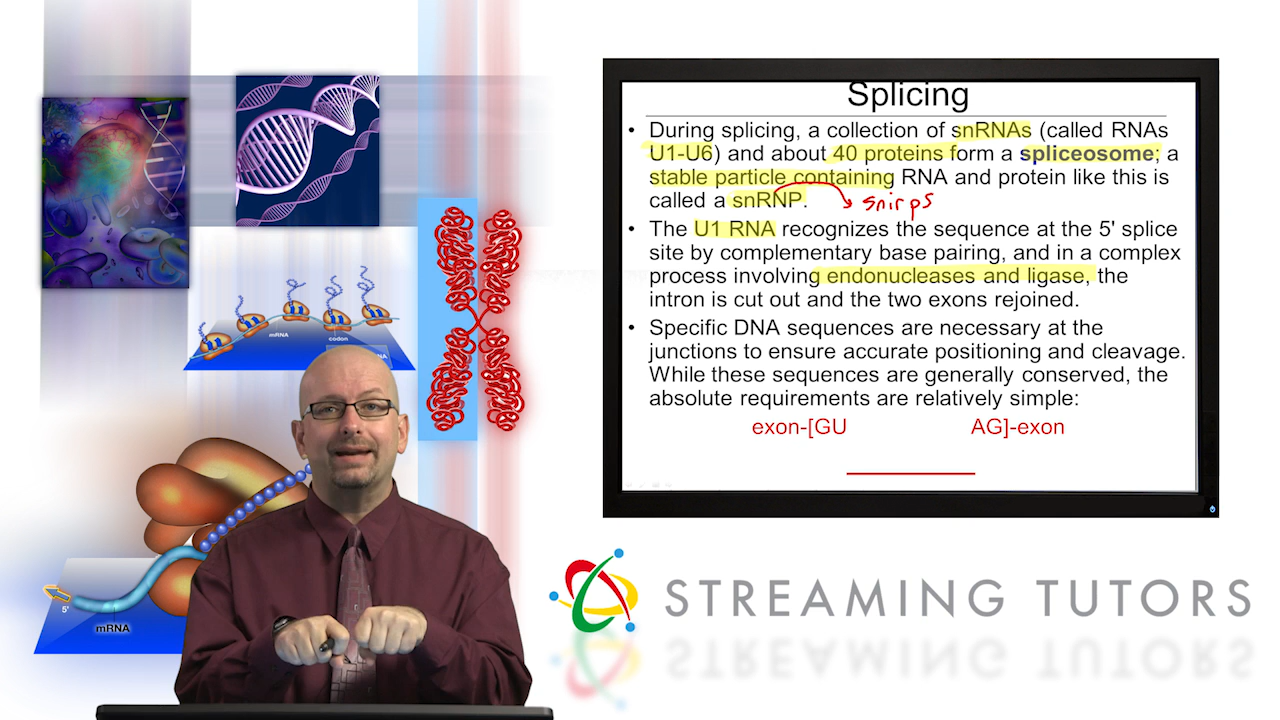 Splicing
• During splicing, a collection of snRNAs (called RNAs
U1-U6) and about 40 proteins form a spliceosome; a
stable particle containing RNA and protein like this is
called a snRNP.
snirps
• The U1 RNA recognizes the sequence at the 5' splice
site by complementary base pairing, and in a complex
process involving endonucleases and ligase, the
intron is cut out and the two exons rejoined.
• Specific DNA sequences are necessary at the
junctions to ensure accurate positioning and cleavage.
While these sequences are generally conserved, the
absolute requirements are relatively simple:
exon-[GU AG]-exon
mRNA
codon
5'
mRNA
STREAMING TUTORS